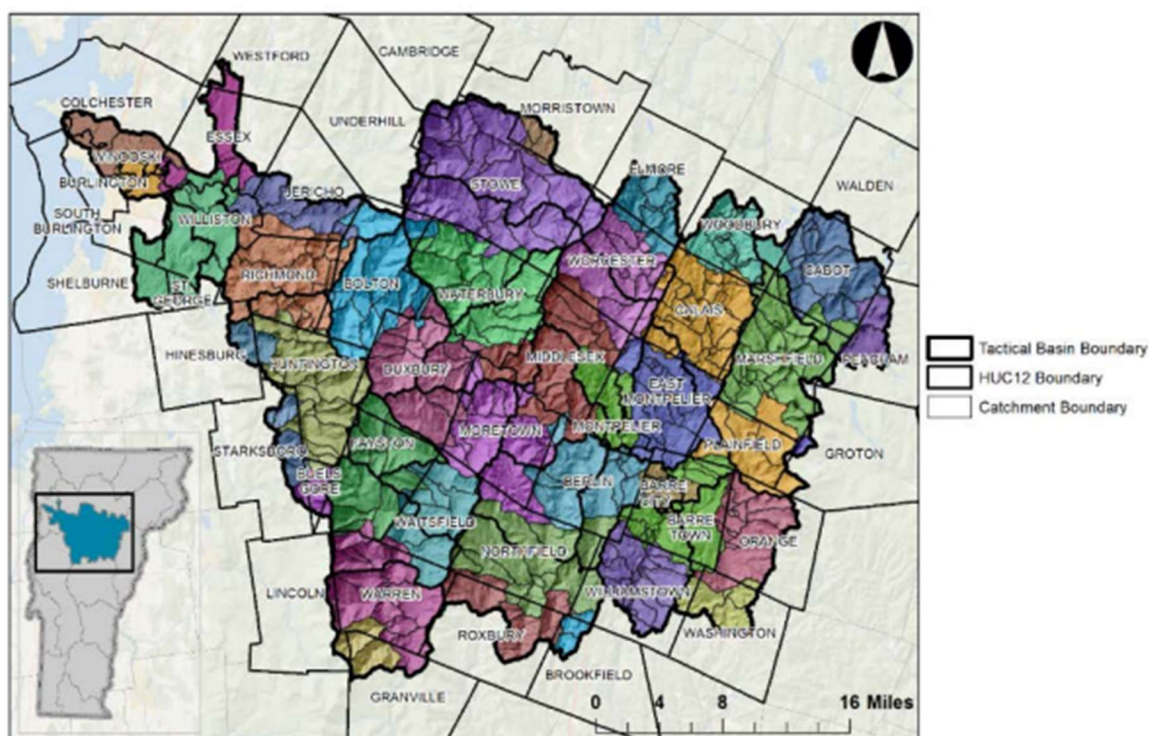 WESTFORD
CAMBRIDGE
COLCHESTER
MORRISTOWN
UNDERHILL
ESSEX
WINOOSKI
ELMORE
BURLINGTON
JERICHO
STOWE
WALDEN
SOUTH
BURLINGTON
WILLISTON
WOODBURY
WORCESTER
CABOT
SHELBURNE
ST.
GEORGE
RICHMOND
BOLTON
WATERBURY
CALAIS
HINESBURG
HUNTINGTON
DUXBURY
MIDDLESEX
MARSHFIELD
PEACHAM
EAST
MONTPELIER
MONTPELIER
MORETOWN
PLAINFIELD
STARKSBORO
FAYSTON
GROTON
BUELS
GORE
BERLIN
BARRE
CITY
WAITSFIELD
BARRE
TOWN
ORANGE
NORTHFIELD
LINCOLN
WARREN
WILLIAMSTOWN
ROXBURY
WASHINGTON
BROOKFIELD
GRANVILLE
0 4 8 16 Miles
Tactical Basin Boundary
HUC12 Boundary
Catchment Boundary